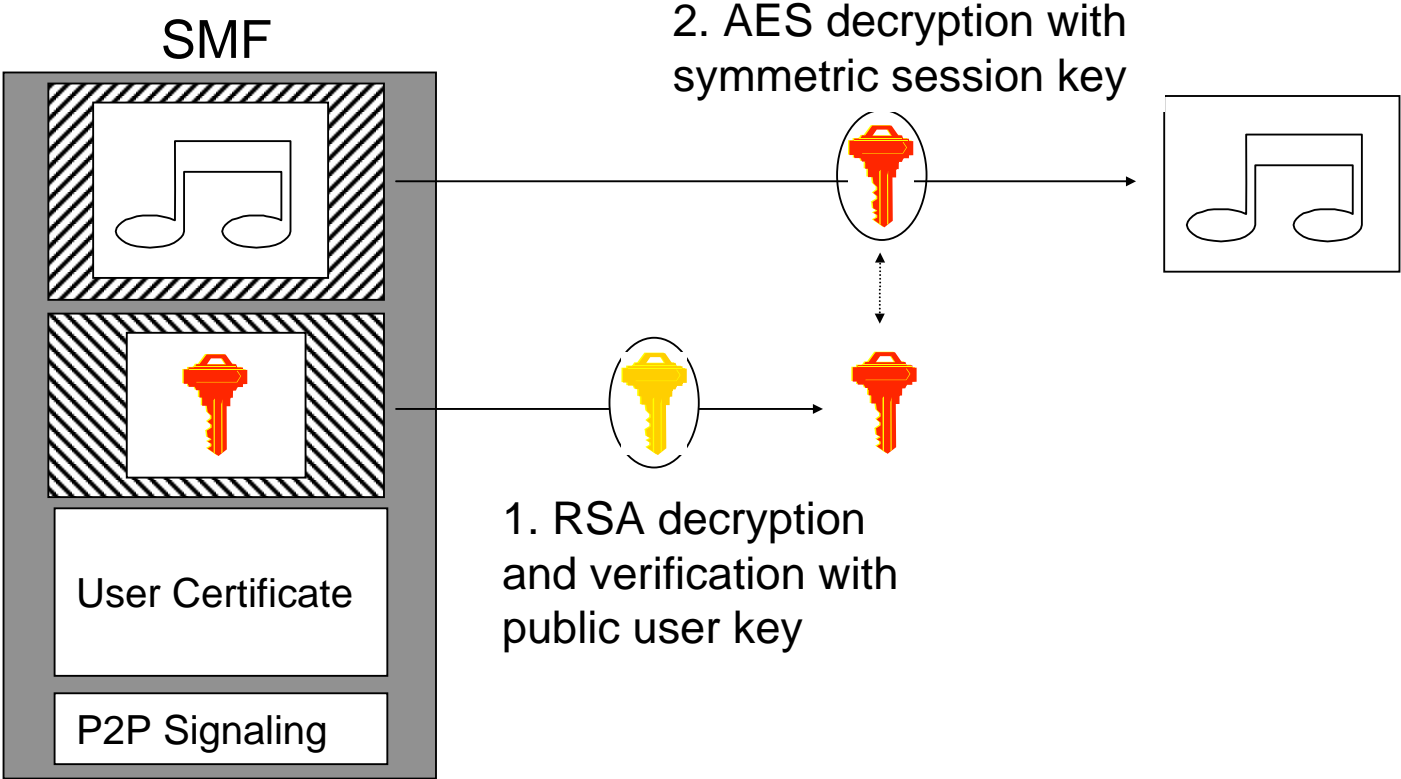 SMF
2. AES decryption with
symmetric session key
1. RSA decryption
and verification with
public user key
User Certificate
P2P Signaling